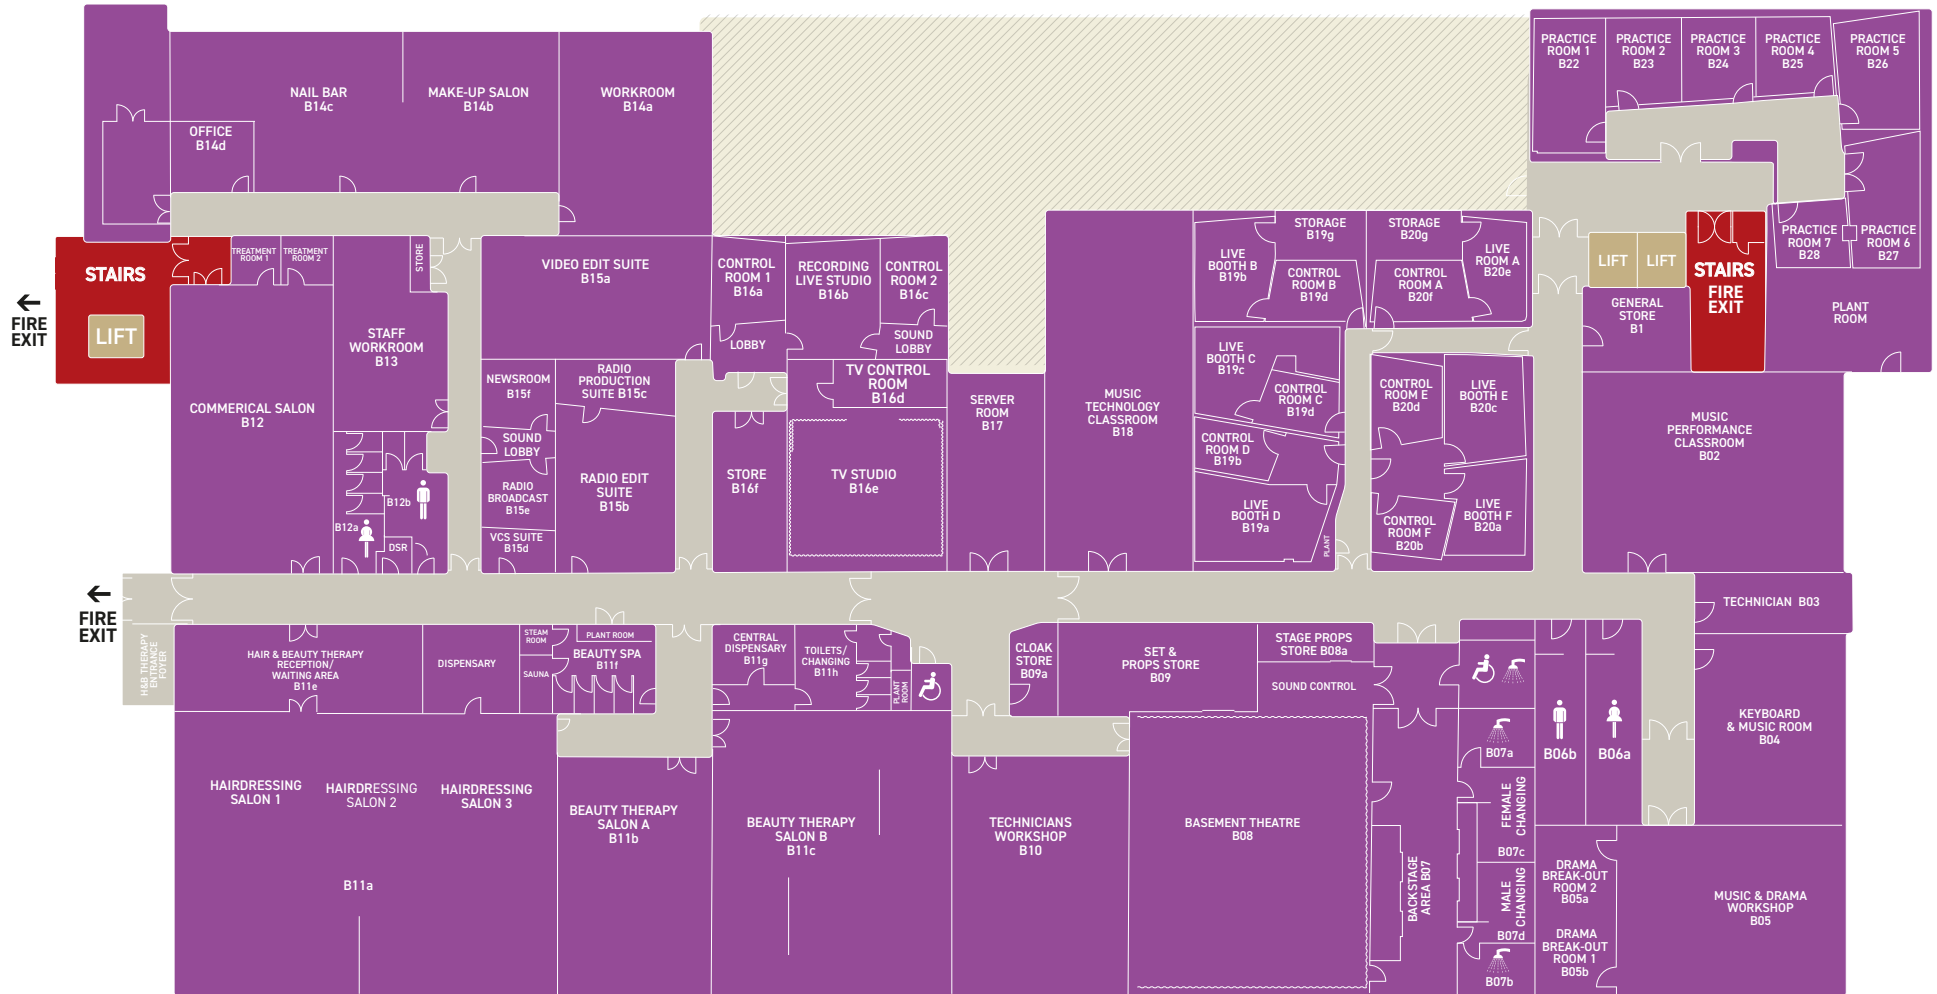 NAIL BAR
B14c
MAKE-UP SALON
B14b
WORKROOM
B14a
OFFICE
B14d
PRACTICE
ROOM 1
B22
PRACTICE
ROOM 2
B23
PRACTICE
ROOM 3
B24
PRACTICE
ROOM 4
B25
PRACTICE
ROOM 5
B26
STAIRS
LIFT
FIRE
EXIT
TREATMENT
ROOM 1
TREATMENT
ROOM 2
STORE
STAFF
WORKROOM
B13
COMMERICAL SALON
B12
B12a
B12b
DSR
VIDEO EDIT SUITE
B15a
NEWSROOM
B15f
RADIO
PRODUCTION
SUITE B15c
SOUND
LOBBY
RADIO
BROADCAST
B15e
RADIO EDIT
SUITE
B15b
VCS SUITE
B15d
CONTROL
ROOM 1
B16a
RECORDING
LIVE STUDIO
B16b
CONTROL
ROOM 2
B16c
LOBBY
SOUND
LOBBY
TV CONTROL
ROOM
B16d
STORE
B16f
TV STUDIO
B16e
SERVER
ROOM
B17
MUSIC
TECHNOLOGY
CLASSROOM
B18
LIVE
BOOTH B
B19b
STORAGE
B19g
CONTROL
ROOM B
B19d
STORAGE
B20g
CONTROL
ROOM A
B20f
LIVE
ROOM A
B20e
LIVE
BOOTH C
B19c
CONTROL
ROOM C
B19d
CONTROL
ROOM D
B19b
LIVE
BOOTH D
B19a
PLANT
CONTROL
ROOM E
B20d
LIVE
BOOTH E
B20c
CONTROL
ROOM F
B20b
LIVE
BOOTH F
B20a
LIFT
LIFT
STAIRS
FIRE
EXIT
PRACTICE
ROOM 7
B28
PRACTICE
ROOM 6
B27
GENERAL
STORE
B1
PLANT
ROOM
MUSIC
PERFORMANCE
CLASSROOM
B02
FIRE
EXIT
H&B THERAPY
ENTRANCE
FOYER
HAIR & BEAUTY THERAPY
RECEPTION/
WAITING AREA
B11e
DISPENSARY
STEAM
ROOM
SAUNA
PLANT ROOM
BEAUTY SPA
B11f
CENTRAL
DISPENSARY
B11g
TOILETS/
CHANGING
B11h
PLANT
ROOM
CLOAK
STORE
B09a
SET &
PROPS STORE
B09
STAGE PROPS
STORE B08a
SOUND CONTROL
TECHNICIAN B03
KEYBOARD
& MUSIC ROOM
B04
B06b
B06a
B07a
HAIRDRESSING
SALON 1
HAIRDRESSING
SALON 2
HAIRDRESSING
SALON 3
B11a
BEAUTY THERAPY
SALON A
B11b
BEAUTY THERAPY
SALON B
B11c
TECHNICIANS
WORKSHOP
B10
BASEMENT THEATRE
B08
BACKSTAGE
AREA B07
FEMALE
CHANGING
B07c
MALE
CHANGING
B07d
B07b
DRAMA
BREAK-OUT
ROOM 2
B05a
DRAMA
BREAK-OUT
ROOM 1
B05b
MUSIC & DRAMA
WORKSHOP
B05